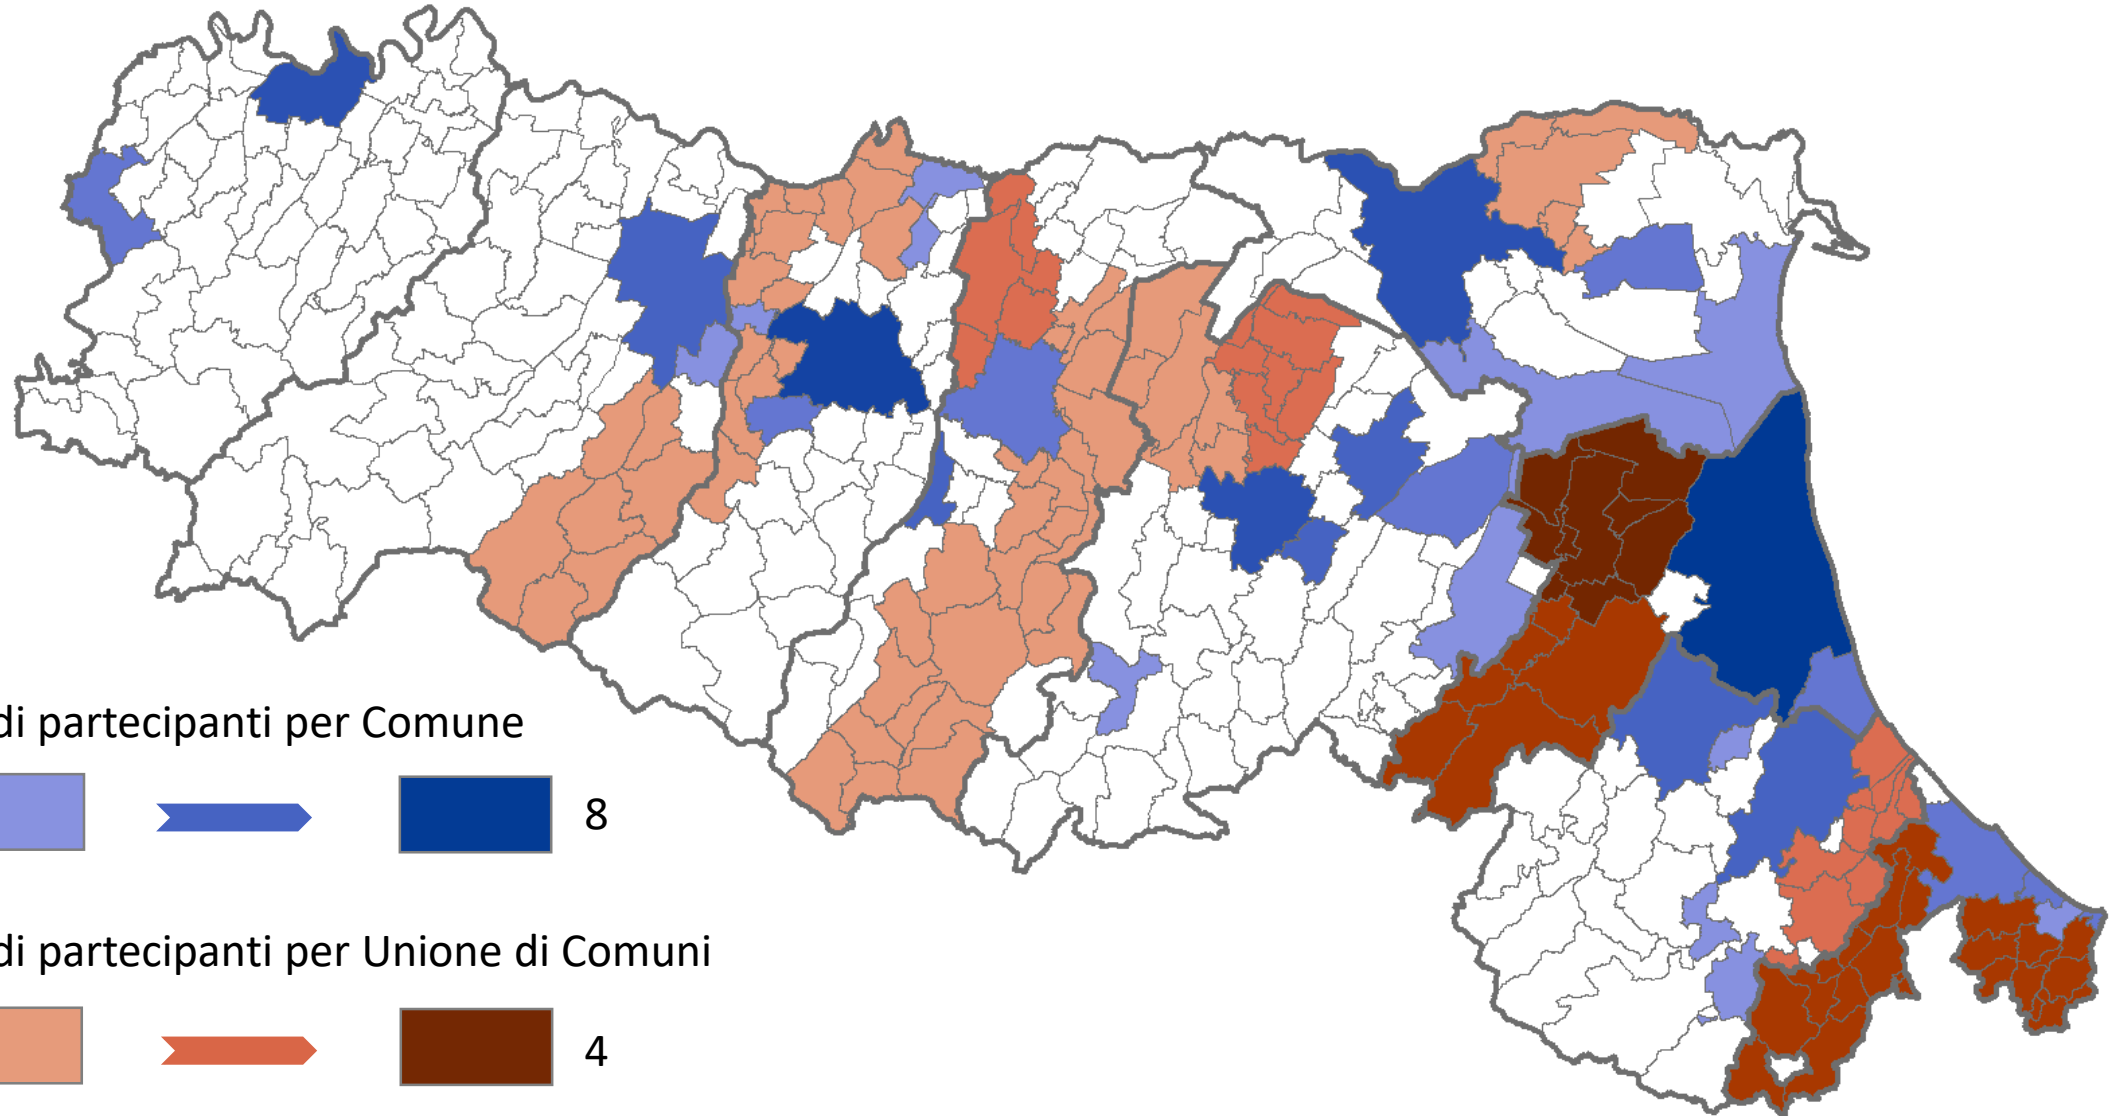 di partecipanti per Comune
8
di partecipanti per Unione di Comuni
4